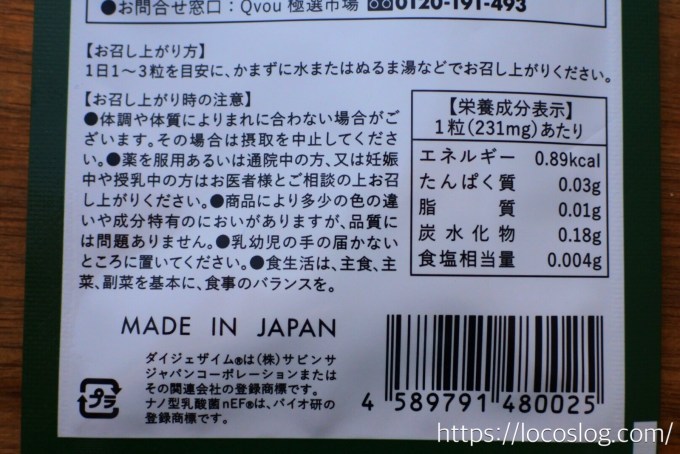 ●お問合せ窓口：Qvou 極選市場 0120-191-493
【お召し上がり方】
1日1～3粒を目安に、かまずに水またはぬるま湯などでお召し上がりください。
【お召し上がり時の注意】
●体調や体質によりまれに合わない場合がご
ざいます。その場合は摂取を中止してくださ
い。●薬を服用あるいは通院中の方、又は妊娠
中や授乳中の方はお医者様とご相談の上お召
し上がりください。●商品により多少の色の違
いや成分特有のにおいがありますが、品質に
は問題ありません。●乳幼児の手の届かない
ところに置いてください。●食生活は、主食、主
菜、副菜を基本に、食事のバランスを。
【栄養成分表示】
1粒(231mg)あたり
エネルギー 0.89kcal
たんぱく質 0.03g
脂質 0.01g
炭水化物 0.18g
食塩相当量 0.004g
MADE IN JAPAN
ダイジェザイム®は(株)サビンサ
ジャパンコーポレーションまたは
その関連会社の登録商標です。
ナノ型乳酸菌nEF®は、バイオ研の
登録商標です。
プラ
4 589791 480025
https://locoslog.com/